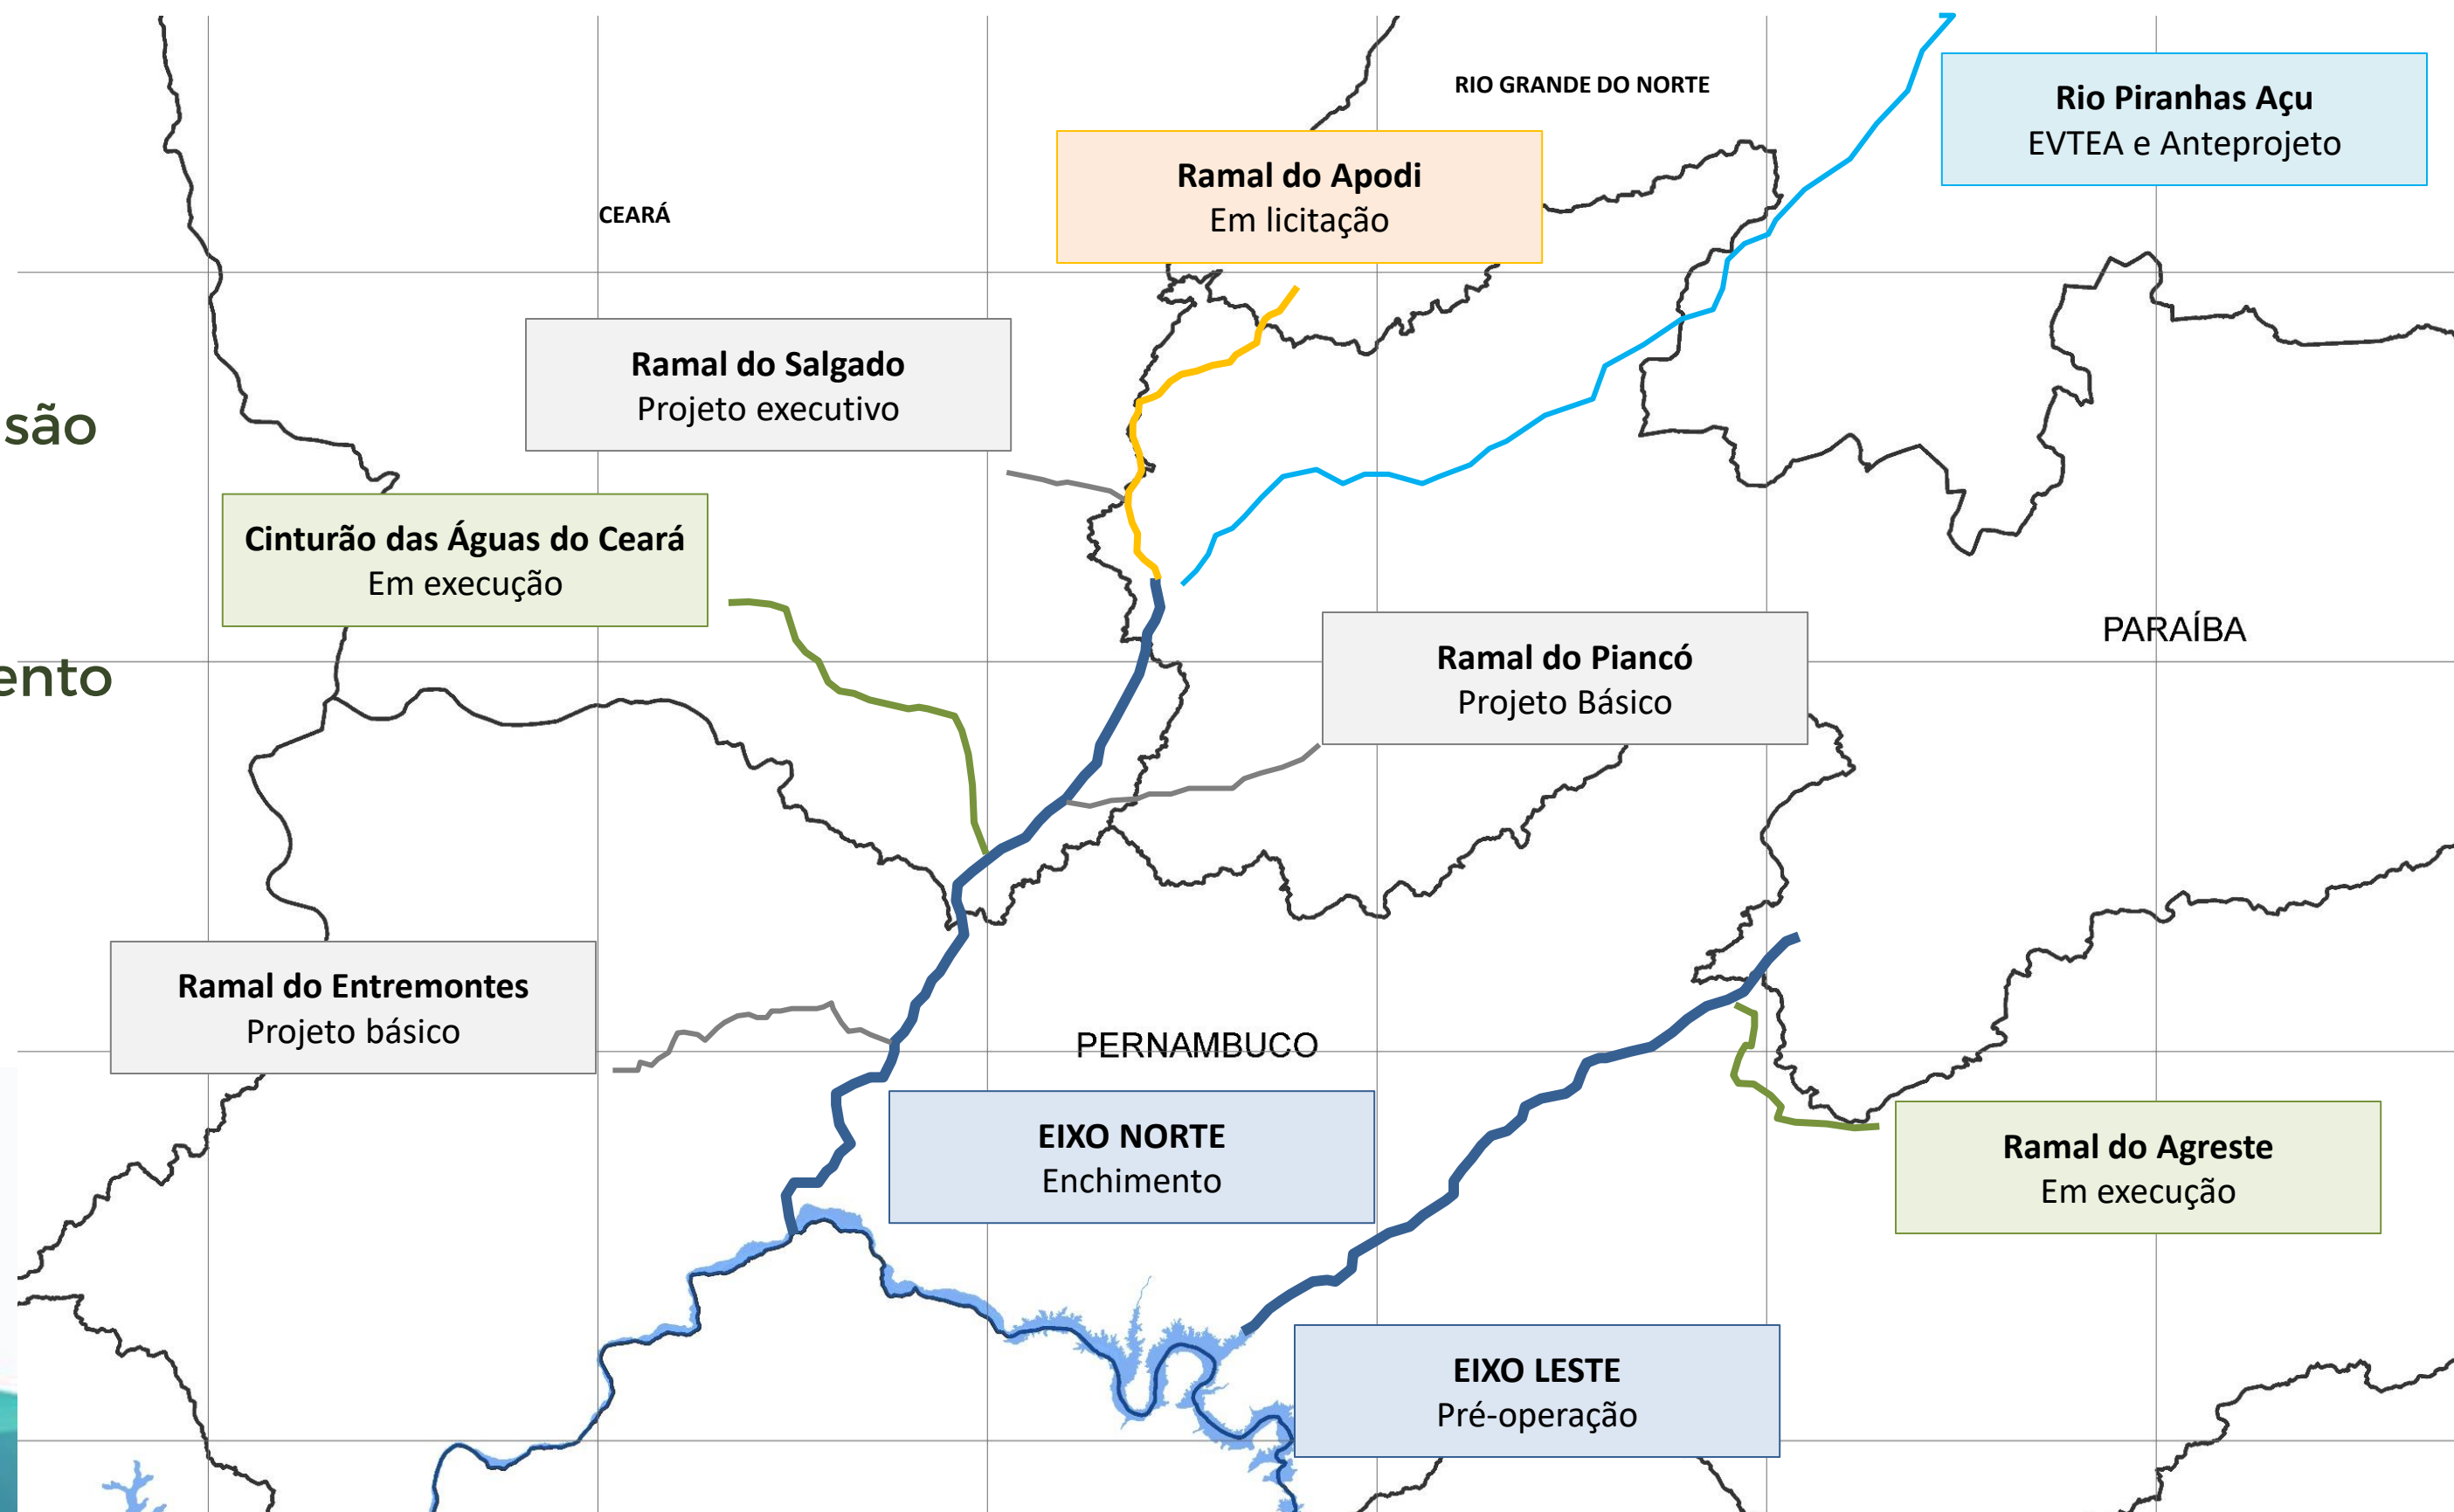 RIO GRANDE DO NORTE
Rio Piranhas Açu
EVTEA e Anteprojeto
Ramal do Apodi
Em licitação
CEARÁ
Ramal do Salgado
Projeto executivo
são
Cinturão das Águas do Ceará
Em execução
PARAÍBA
Ramal do Piancó
Projeto Básico
ento
Ramal do Entremontes
Projeto básico
PERNAMBUCO
EIXO NORTE
Enchimento
Ramal do Agreste
Em execução
EIXO LESTE
Pré-operação